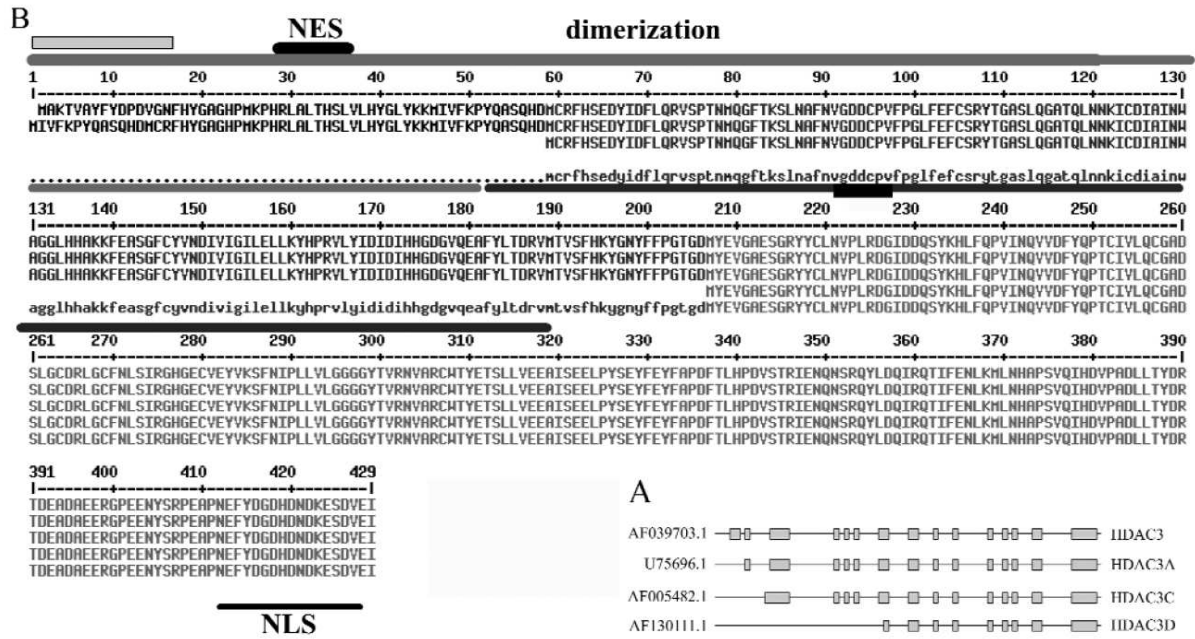 B
NES
dimerization
1 10 20 30 40 50 60 70 80 90 100 110 120 130
MAKTVAYFYDPDVGNFHYGAGHPMKPHRLALTHSLVLHYGLYKKMIVFKPYQASQHDMCRFHSEDYIDFLQRVSPTNMQGFTKSLNAFNVGDDCPVFPGLFEFCSRYTGASLQGATQLNNKICDIAINW
MIVFKPYQASQHDMCRFHYGAGHPMKPHRLALTHSLVLHYGLYKKMIVFKPYQASQHDMCRFHSEDYIDFLQRVSPTNMQGFTKSLNAFNVGDDCPVFPGLFEFCSRYTGASLQGATQLNNKICDIAINW
MCRFHSEDYIDFLQRVSPTNMQGFTKSLNAFNVGDDCPVFPGLFEFCSRYTGASLQGATQLNNKICDIAINW
..........................................................mcrfhsedyidflqrvsptnmqgftkslnafnvgddcpvfpglfefcsrytgaslqgatqlnnkicdiainw
131 140 150 160 170 180 190 200 210 220 230 240 250 260
AGGLHHAKKFEASGFCYVNDIVIGILELLKYHPRVLYIDIDIHHGDGVQEAFYLTDRVMTVSFHKYGNYFFPGTGDMYEVGAESGRYYCLNVPLRDGIDDQSYKHLFQPVINQVVDFYQPTCIVLQCGAD
AGGLHHAKKFEASGFCYVNDIVIGILELLKYHPRVLYIDIDIHHGDGVQEAFYLTDRVMTVSFHKYGNYFFPGTGDMYEVGAESGRYYCLNVPLRDGIDDQSYKHLFQPVINQVVDFYQPTCIVLQCGAD
AGGLHHAKKFEASGFCYVNDIVIGILELLKYHPRVLYIDIDIHHGDGVQEAFYLTDRVMTVSFHKYGNYFFPGTGDMYEVGAESGRYYCLNVPLRDGIDDQSYKHLFQPVINQVVDFYQPTCIVLQCGAD
MYEVGAESGRYYCLNVPLRDGIDDQSYKHLFQPVINQVVDFYQPTCIVLQCGAD
agglhhakkfeasgfcyvndivigilellkyhprvlyididihhgdgvqeafyltdrvmtvsfhkygnyffpgtgdMYEVGAESGRYYCLNVPLRDGIDDQSYKHLFQPVINQVVDFYQPTCIVLQCGAD
261 270 280 290 300 310 320 330 340 350 360 370 380 390
SLGCDRLGCFNLSIRGHGECVEYVKSFNIPLLVLGGGGYTVRNVARCWTYETSLLVEEAISEELPYSEYFEYFAPDFTLHPDVSTRIENQNSRQYLDQIRQTIFENLKMLNHAPSVQIHDVPADLLTYDR
SLGCDRLGCFNLSIRGHGECVEYVKSFNIPLLVLGGGGYTVRNVARCWTYETSLLVEEAISEELPYSEYFEYFAPDFTLHPDVSTRIENQNSRQYLDQIRQTIFENLKMLNHAPSVQIHDVPADLLTYDR
SLGCDRLGCFNLSIRGHGECVEYVKSFNIPLLVLGGGGYTVRNVARCWTYETSLLVEEAISEELPYSEYFEYFAPDFTLHPDVSTRIENQNSRQYLDQIRQTIFENLKMLNHAPSVQIHDVPADLLTYDR
SLGCDRLGCFNLSIRGHGECVEYVKSFNIPLLVLGGGGYTVRNVARCWTYETSLLVEEAISEELPYSEYFEYFAPDFTLHPDVSTRIENQNSRQYLDQIRQTIFENLKMLNHAPSVQIHDVPADLLTYDR
SLGCDRLGCFNLSIRGHGECVEYVKSFNIPLLVLGGGGYTVRNVARCWTYETSLLVEEAISEELPYSEYFEYFAPDFTLHPDVSTRIENQNSRQYLDQIRQTIFENLKMLNHAPSVQIHDVPADLLTYDR
391 400 410 420 429
TDEADAEERGPEENYSRPEAPNEFYDGDHDNDKESDVEI
TDEADAEERGPEENYSRPEAPNEFYDGDHDNDKESDVEI
TDEADAEERGPEENYSRPEAPNEFYDGDHDNDKESDVEI
TDEADAEERGPEENYSRPEAPNEFYDGDHDNDKESDVEI
TDEADAEERGPEENYSRPEAPNEFYDGDHDNDKESDVEI
NLS
A
AF039703.1 HDAC3
U75696.1 HDAC3A
AF005482.1 HDAC3C
AF130111.1 HDAC3D